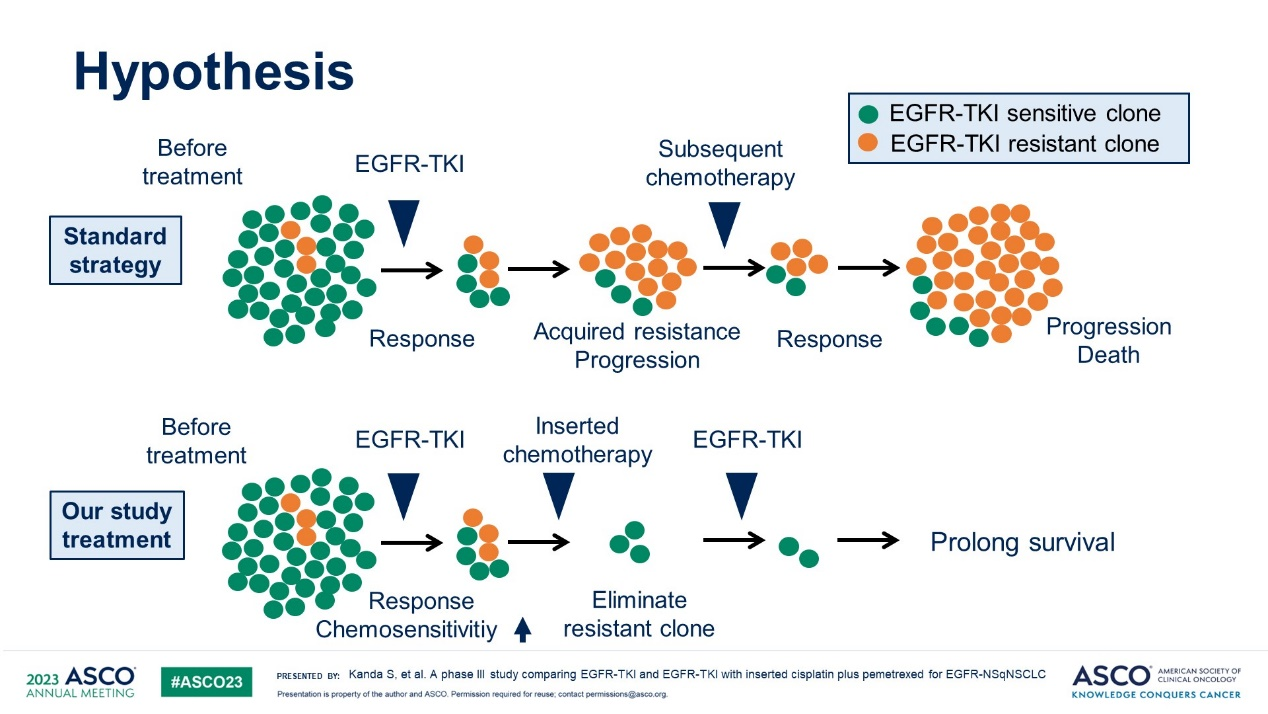 Hypothesis
EGFR-TKI sensitive clone
EGFR-TKI resistant clone
Before
treatment
EGFR-TKI
Subsequent
chemotherapy
Standard
strategy
Response
Acquired resistance
Progression
Response
Progression
Death
Before
treatment
EGFR-TKI
Inserted
chemotherapy
EGFR-TKI
Our study
treatment
Response
Chemosensitivitiy
Eliminate
resistant clone
Prolong survival
2023 ASCO
ANNUAL MEETING
#ASCO23
PRESENTED BY: Kanda S, et al. A phase III study comparing EGFR-TKI and EGFR-TKI with inserted cisplatin plus pemetrexed for EGFR-NSqNSCLC
Presentation is property of the author and ASCO. Permission required for reuse; contact permissions@asco.org.
ASCO AMERICAN SOCIETY OF
CLINICAL ONCOLOGY
KNOWLEDGE CONQUERS CANCER